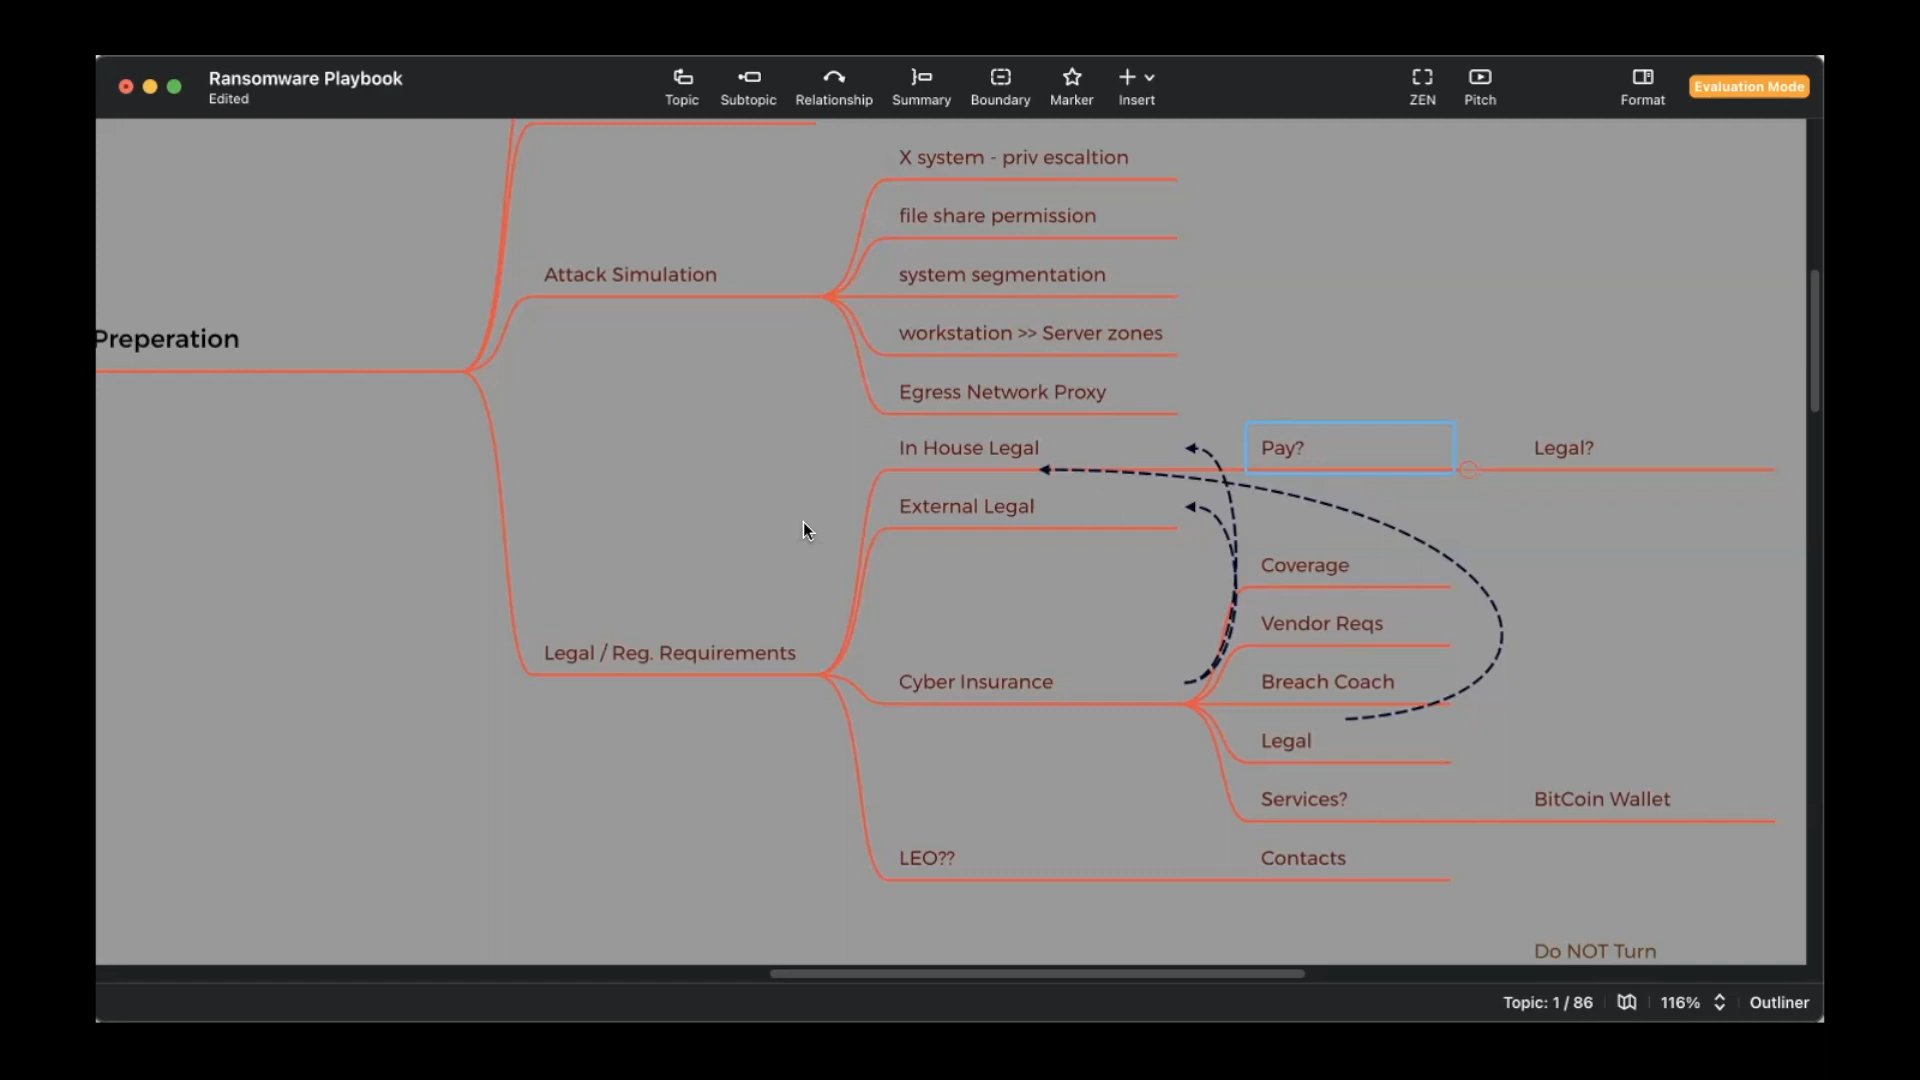 Ransomware Playbook
Edited
Topic
Subtopic
Relationship
Summary
Boundary
Marker
Insert
ZEN
Pitch
Format
Evaluation Mode
X system - priv escaltion
file share permission
Attack Simulation
system segmentation
workstation >> Server zones
Preperation
Egress Network Proxy
In House Legal
Pay?
Legal?
External Legal
Coverage
Vendor Reqs
Legal / Reg. Requirements
Cyber Insurance
Breach Coach
Legal
Services?
BitCoin Wallet
LEO??
Contacts
Do NOT Turn
Topic: 1 / 86
116%
Outliner